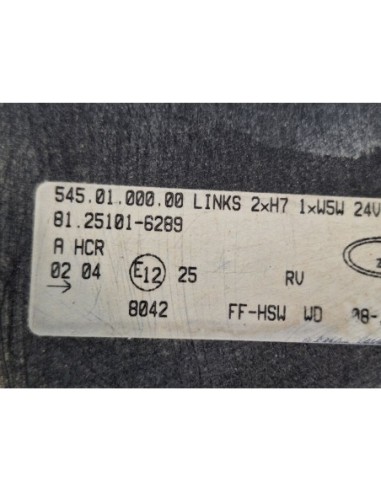 545.01.000.00 LINKS 2xH7 1xW5W 24V
81.25101-6289
A HCR
02 04 E12 25 RV
8042 FF-HSW WD 08-